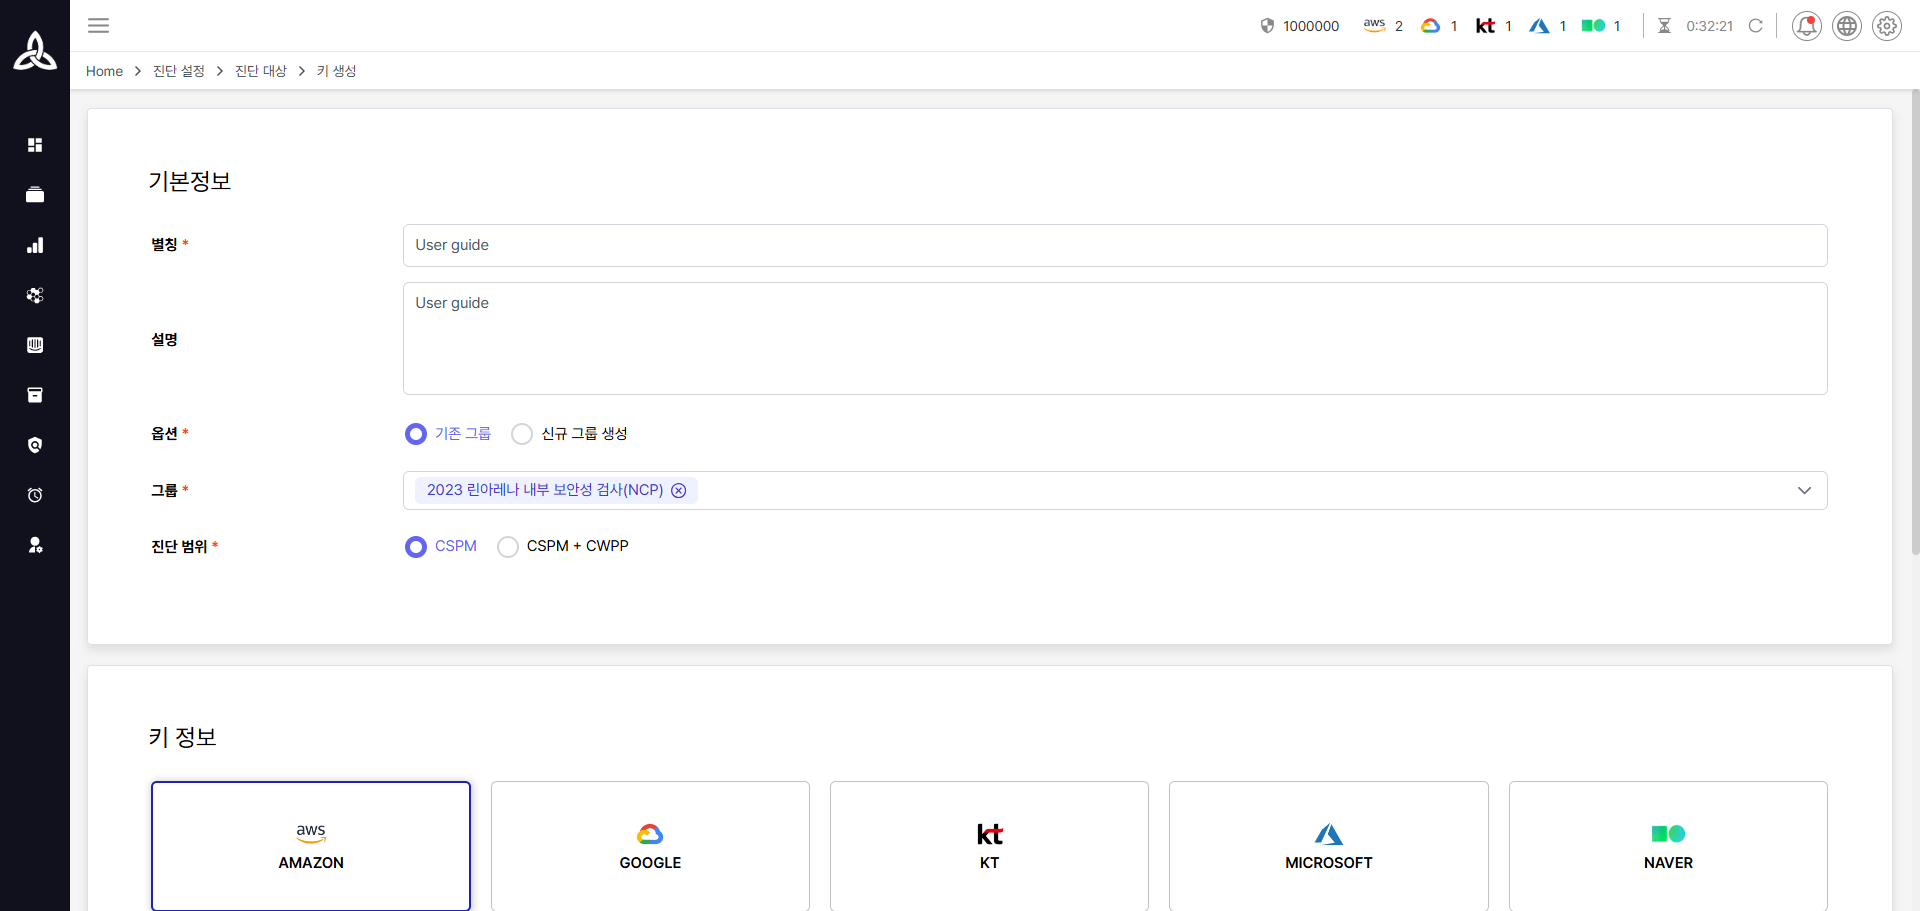 1000000 aws 2 1 kt 1 1 1 0:32:21
Home > 진단 설정 > 진단 대상 > 키 생성
기본정보
별칭 * User guide
설명 User guide
옵션 * 기존 그룹 신규 그룹 생성
그룹 * 2023 린아레나 내부 보안성 검사(NCP)
진단 범위 * CSPM CSPM + CWPP
키 정보
aws kt
AMAZON GOOGLE KT MICROSOFT NAVER